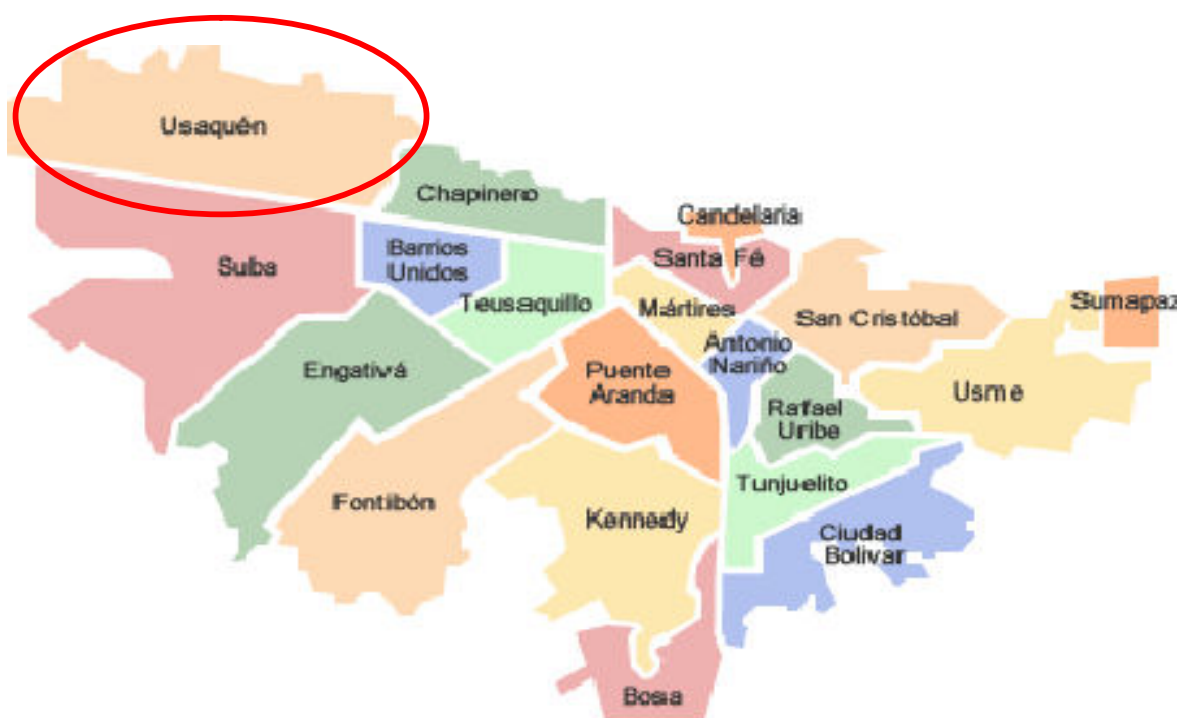 Usaquén
Chapinero
Candelaria
Suba
Barrios
Unidos
Santa Fé
Teusaquillo
Mártires
San Cristóbal
Sumapaz
Antonio
Nariño
Engativá
Puente
Aranda
Usme
Rafael
Uribe
Fontibón
Tunjuelito
Kennedy
Ciudad
Bolivar
Bosa